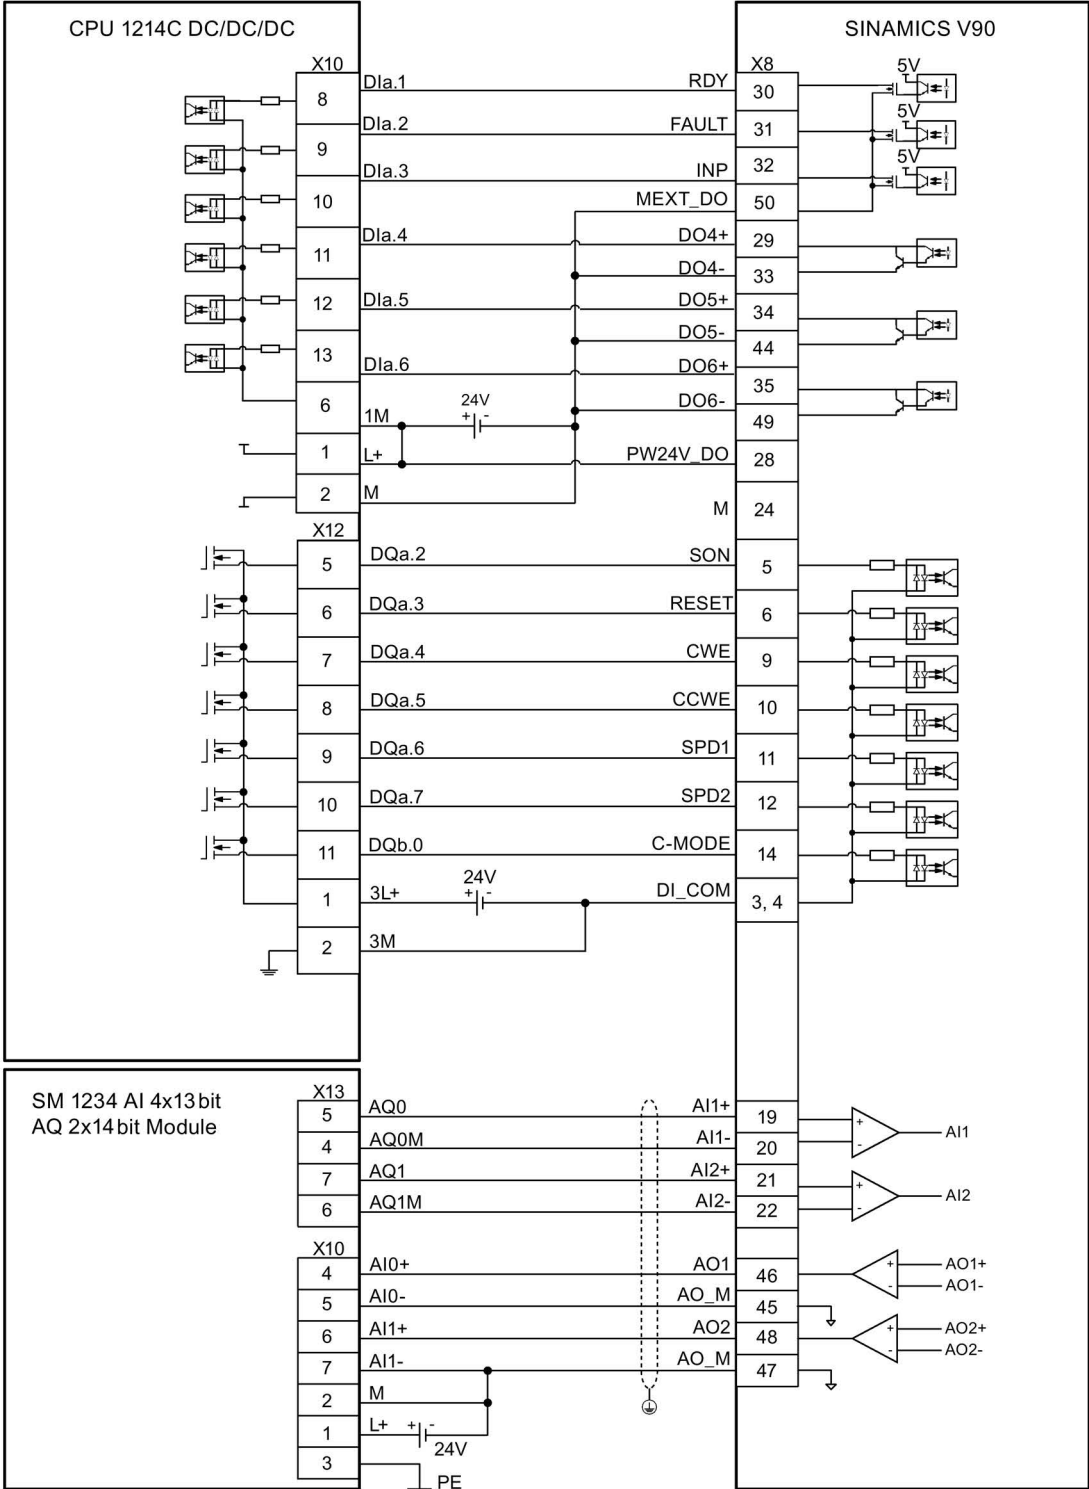 CPU 1214C DC/DC/DC
SINAMICS V90
X10
X8
5V
8
DIa.1
RDY
30
5V
9
DIa.2
FAULT
31
5V
10
DIa.3
INP
32
MEXT_DO
50
11
DIa.4
DO4+
29
DO4-
33
12
DIa.5
DO5+
34
DO5-
44
13
DIa.6
DO6+
35
DO6-
49
6
1M
24V
+ -
1
L+
PW24V_DO
28
2
M
M
24
X12
5
DQa.2
SON
5
6
DQa.3
RESET
6
7
DQa.4
CWE
9
8
DQa.5
CCWE
10
9
DQa.6
SPD1
11
10
DQa.7
SPD2
12
11
DQb.0
C-MODE
14
1
3L+
24V
+ -
DI_COM
3, 4
2
3M
SM 1234 AI 4x13bit
AQ 2x14bit Module
X13
5
AQ0
AI1+
19
+
-
AI1
4
AQ0M
AI1-
20
7
AQ1
AI2+
21
+
-
AI2
6
AQ1M
AI2-
22
X10
4
AI0+
AO1
46
+
-
AO1+
AO1-
5
AI0-
AO_M
45
6
AI1+
AO2
48
+
-
AO2+
AO2-
7
AI1-
AO_M
47
2
M
1
L+
+ -
24V
3
PE